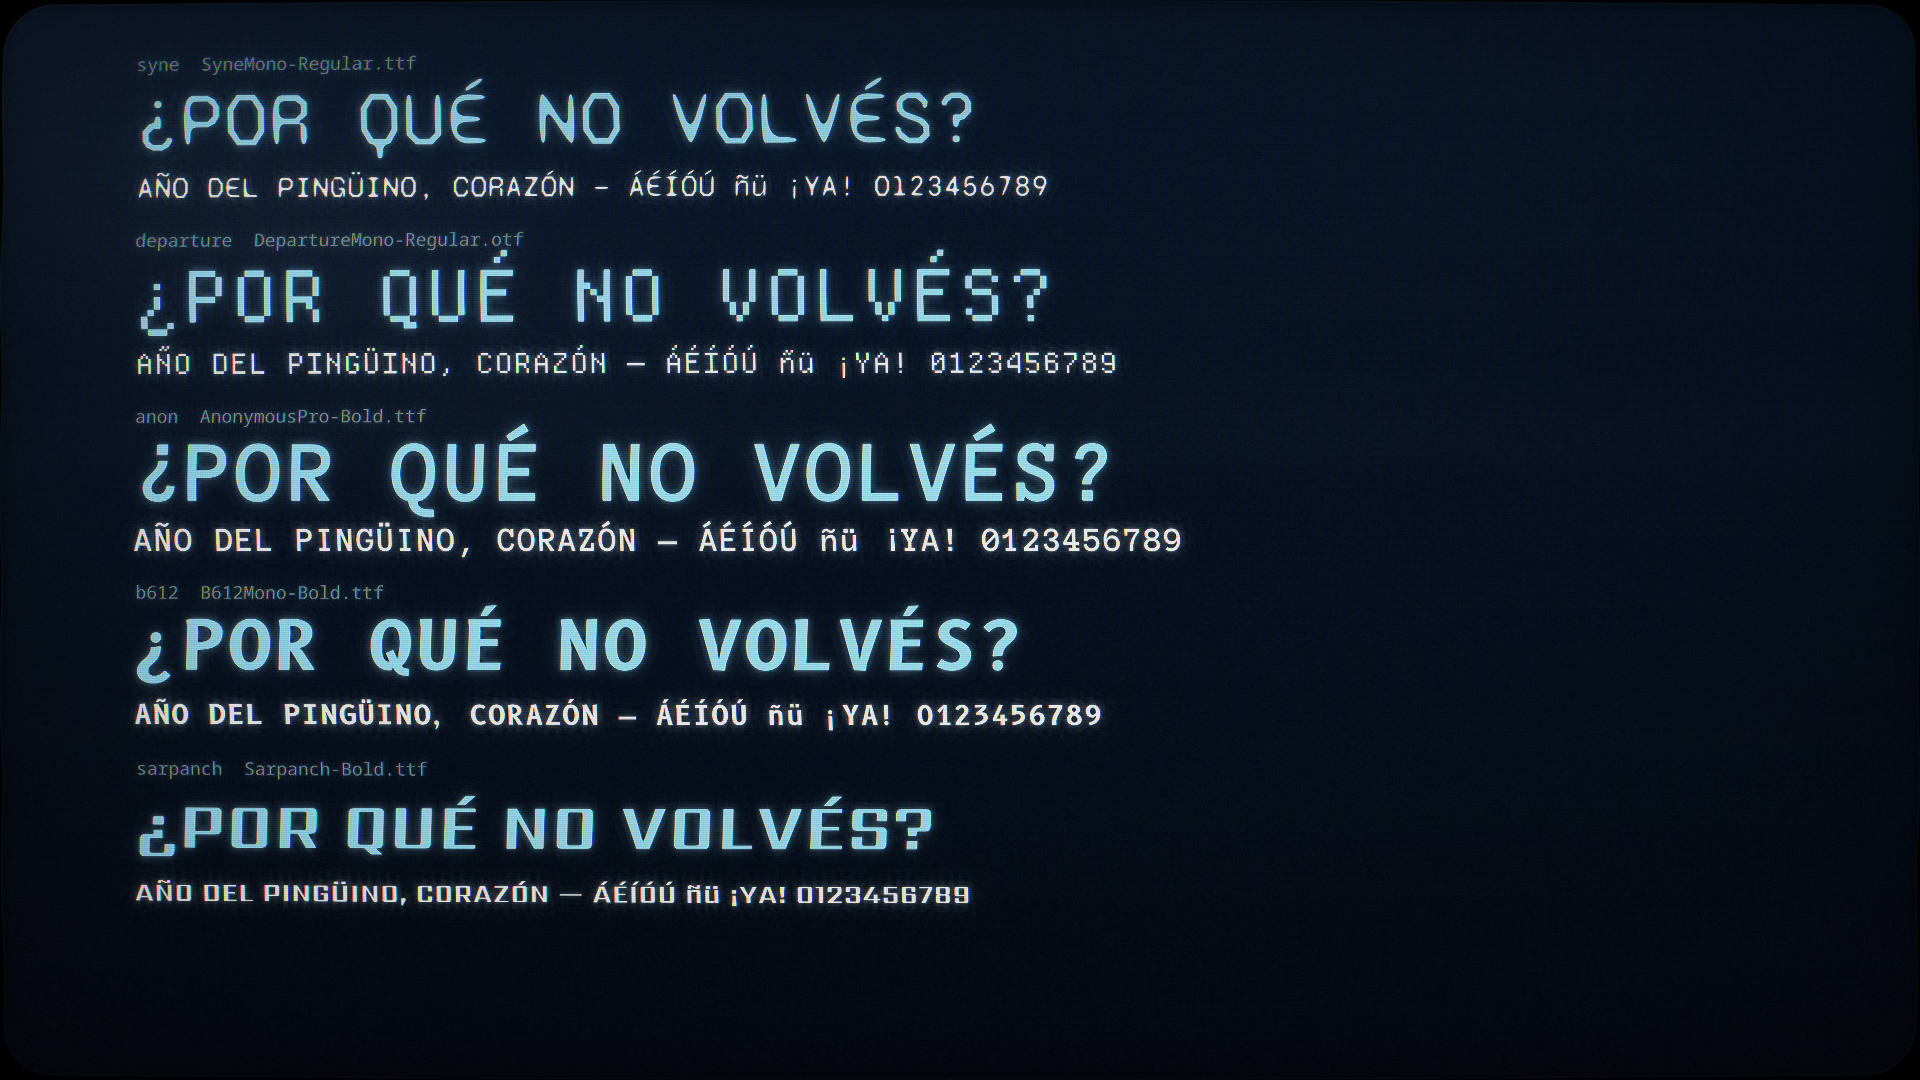 syne  SyneMono-Regular.ttf
¿POR QUÉ NO VOLVÉS?
AÑO DEL PINGÜINO, CORAZÓN — ÁÉÍÓÚ ñü ¡YA! 0123456789
departure  DepartureMono-Regular.otf
¿POR QUÉ NO VOLVÉS?
AÑO DEL PINGÜINO, CORAZÓN — ÁÉÍÓÚ ñü ¡YA! 0123456789
anon  AnonymousPro-Bold.ttf
¿POR QUÉ NO VOLVÉS?
AÑO DEL PINGÜINO, CORAZÓN — ÁÉÍÓÚ ñü ¡YA! 0123456789
b612  B612Mono-Bold.ttf
¿POR QUÉ NO VOLVÉS?
AÑO DEL PINGÜINO, CORAZÓN — ÁÉÍÓÚ ñü ¡YA! 0123456789
sarpanch  Sarpanch-Bold.ttf
¿POR QUÉ NO VOLVÉS?
AÑO DEL PINGÜINO, CORAZÓN — ÁÉÍÓÚ ñü ¡YA! 0123456789